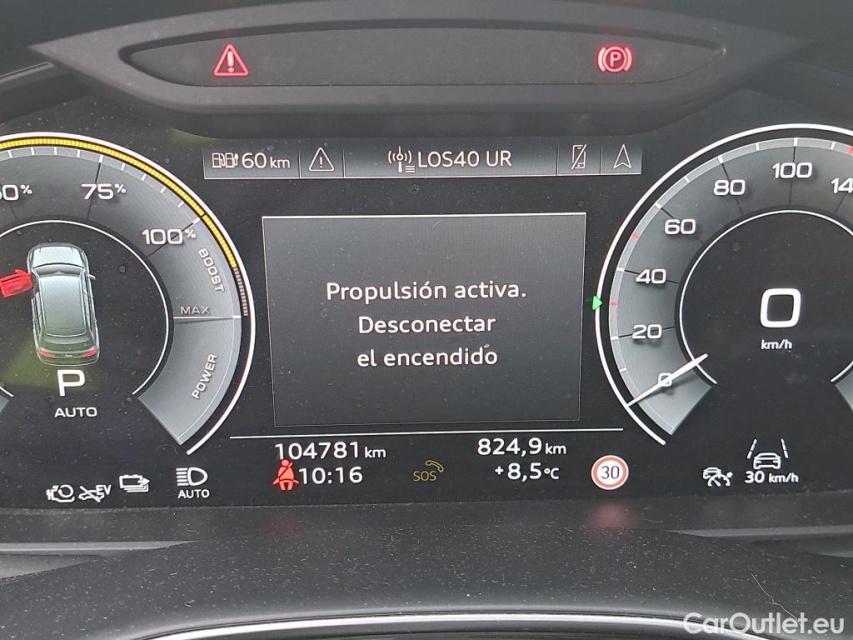 P
60 km
LOS40 UR
50%
75%
100%
BOOST
MAX
POWER
P
AUTO
Propulsión activa.
Desconectar
el encendido
0
20
40
60
80
100
0
km/h
104781 km
824,9 km
10:16
SOS
+8,5 °C
30
EV
AUTO
30 km/h
CarOutlet.eu